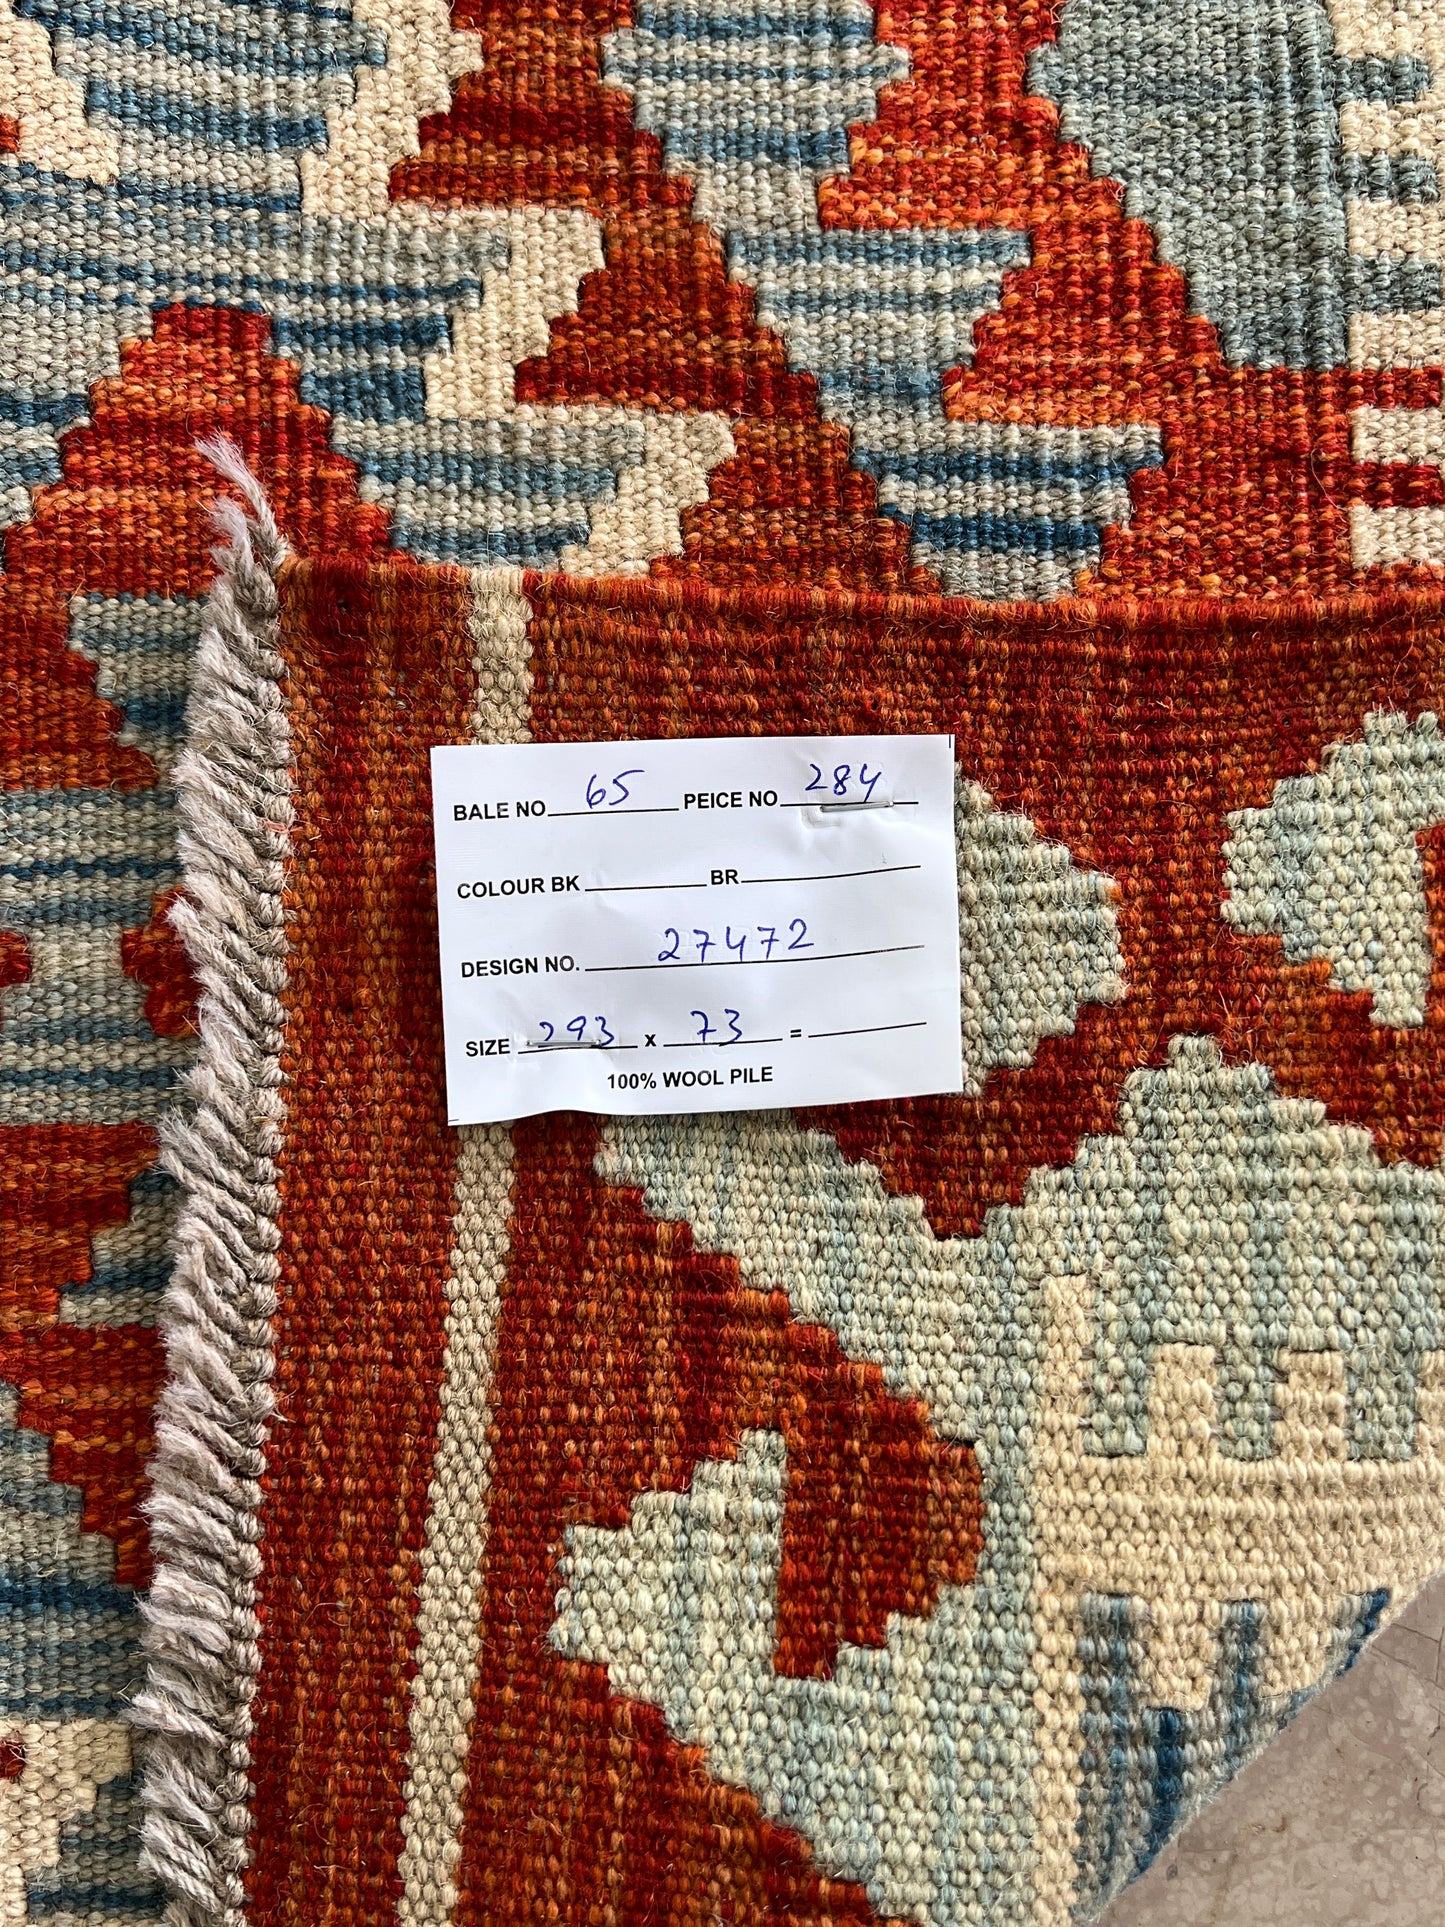 BALE NO 65 PEICE NO 284
COLOUR BK BR
DESIGN NO. 27472
SIZE 293 x 73 =
100% WOOL PILE